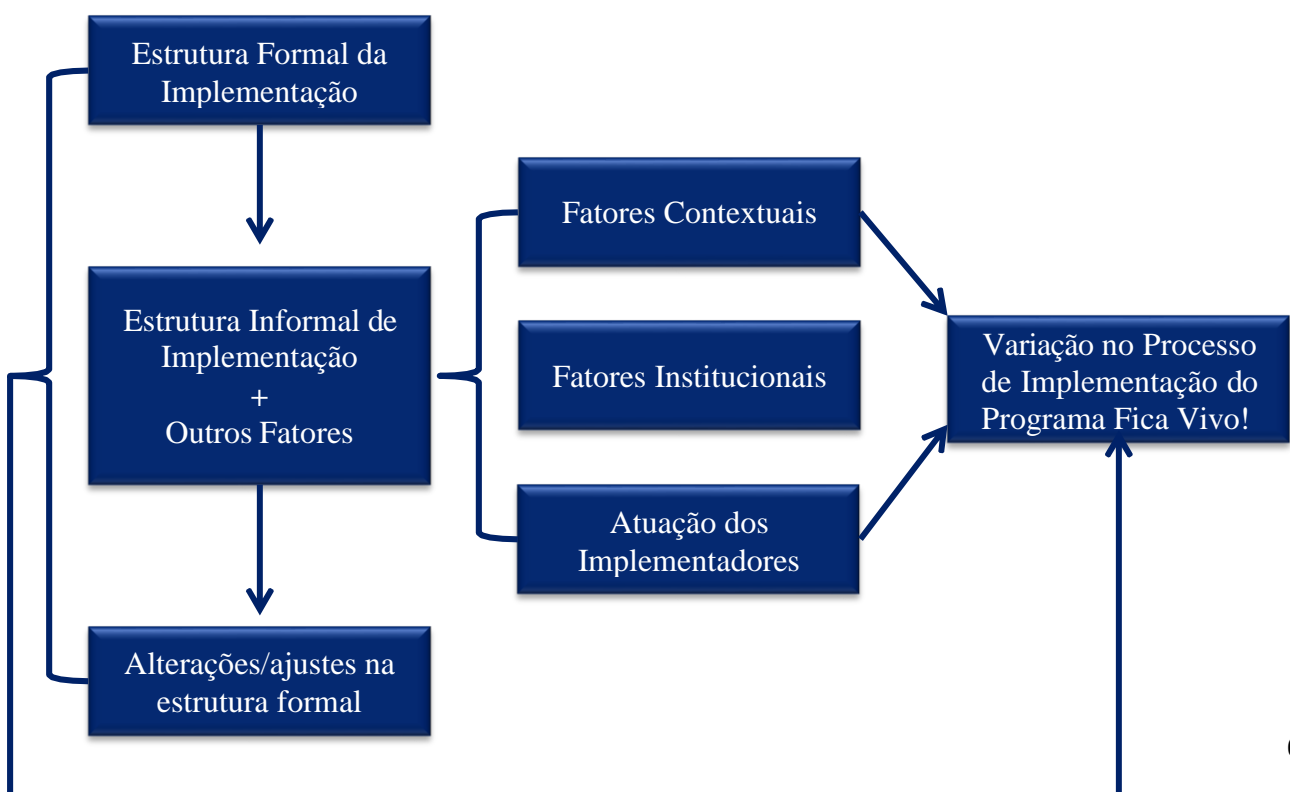 Estrutura Formal da
Implementação
Estrutura Informal de
Implementação
+
Outros Fatores
Alterações/ajustes na
estrutura formal
Fatores Contextuais
Fatores Institucionais
Atuação dos
Implementadores
Variação no Processo
de Implementação do
Programa Fica Vivo!